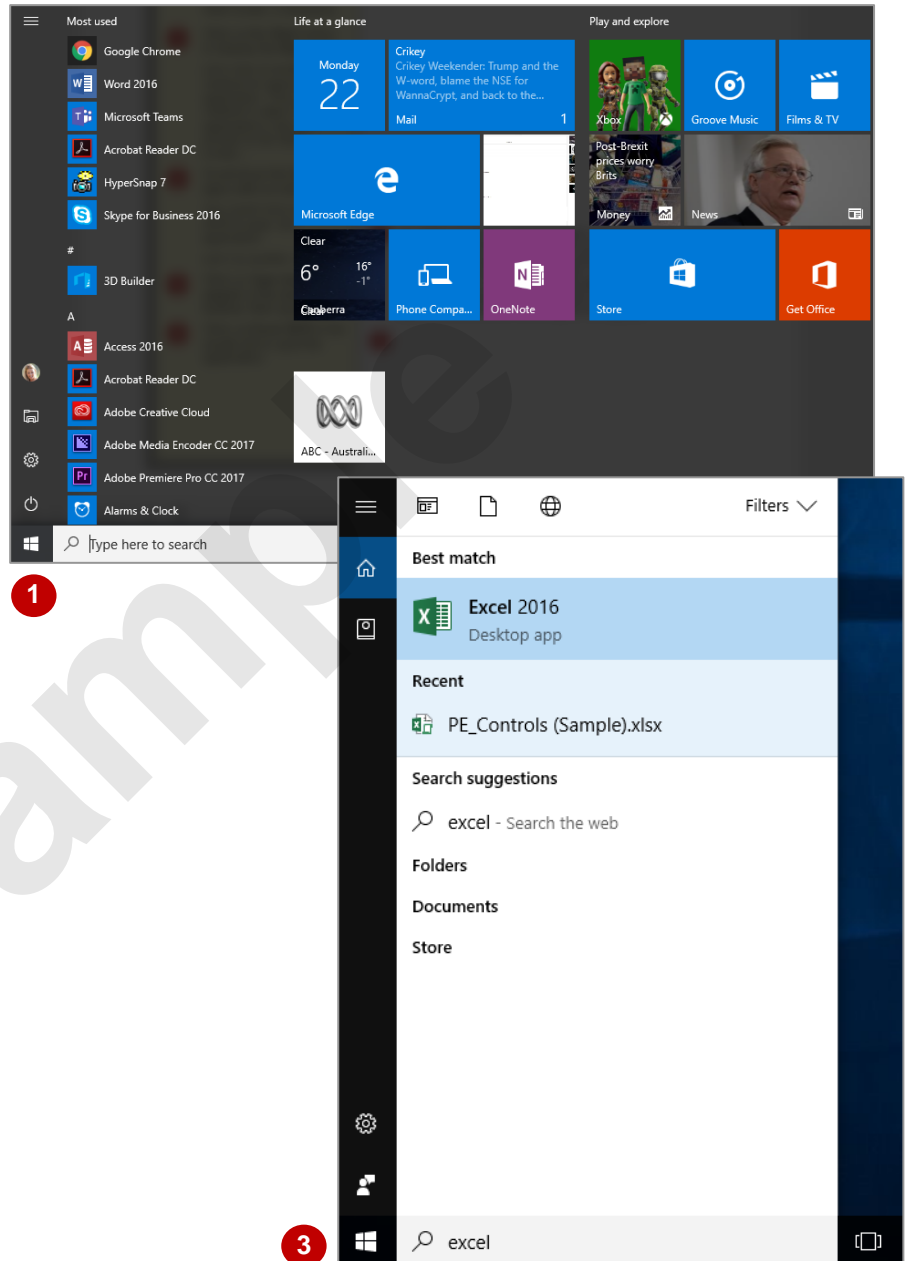 Most used
Google Chrome
Word 2016
Microsoft Teams
Acrobat Reader DC
HyperSnap 7
Skype for Business 2016
#
3D Builder
A
Access 2016
Acrobat Reader DC
Adobe Creative Cloud
Adobe Media Encoder CC 2017
Adobe Premiere Pro CC 2017
Alarms & Clock
Type here to search
Life at a glance
Monday
22
Crikey
Crikey Weekender: Trump and the
W-word, blame the NSE for
WannaCrypt, and back to the...
Mail 1
Microsoft Edge
Clear
6° 16°
-1°
Phone Compa...
OneNote
ABC - Australi...
Play and explore
Xbox
Groove Music
Films & TV
Post-Brexit
prices worry
Brits
Money
News
Store
Get Office
1
Filters
Best match
Excel 2016
Desktop app
Recent
PE_Controls (Sample).xlsx
Search suggestions
excel - Search the web
Folders
Documents
Store
3
excel
ample